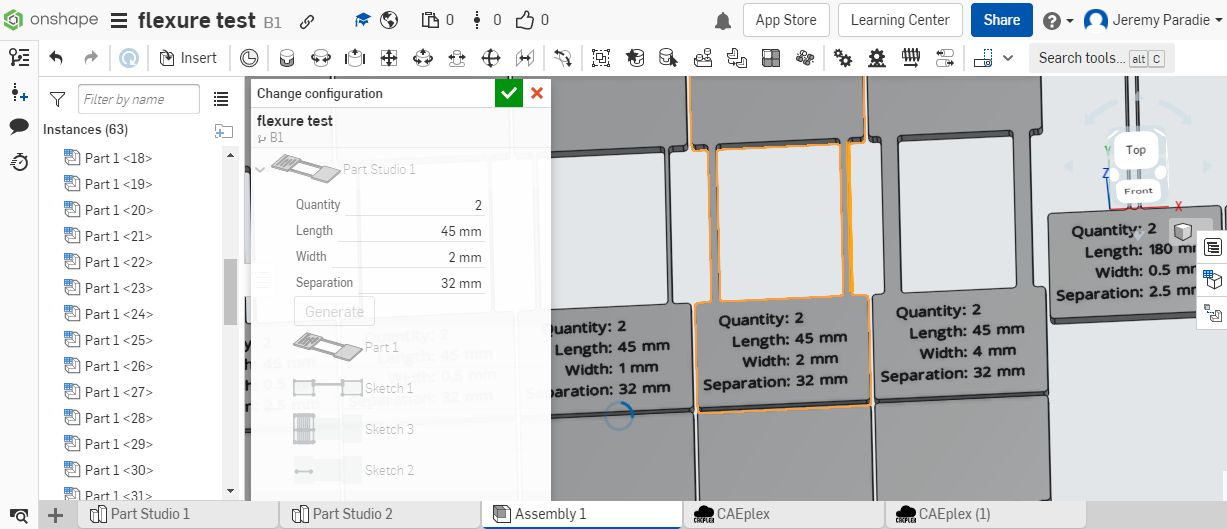 onshape
flexure test B1
0
0
0
App Store
Learning Center
Share
Jeremy Paradie
Insert
Search tools... alt C
Filter by name
Instances (63)
Part 1 <18>
Part 1 <19>
Part 1 <20>
Part 1 <21>
Part 1 <22>
Part 1 <23>
Part 1 <24>
Part 1 <25>
Part 1 <26>
Part 1 <27>
Part 1 <28>
Part 1 <29>
Part 1 <30>
Part 1 <31>
Change configuration
flexure test
B1
Part Studio 1
Quantity 2
Length 45 mm
Width 2 mm
Separation 32 mm
Generate
Part 1
Sketch 1
Sketch 3
Sketch 2
Quantity: 2
Length: 45 mm
Width: 1 mm
Separation: 32 mm
Quantity: 2
Length: 45 mm
Width: 2 mm
Separation: 32 mm
Quantity: 2
Length: 45 mm
Width: 4 mm
Separation: 32 mm
Quantity: 2
Length: 180 mm
Width: 0.5 mm
Separation: 2.5 mm
Top
Front
Y
Z
X
Part Studio 1
Part Studio 2
Assembly 1
CAEplex
CAEplex (1)